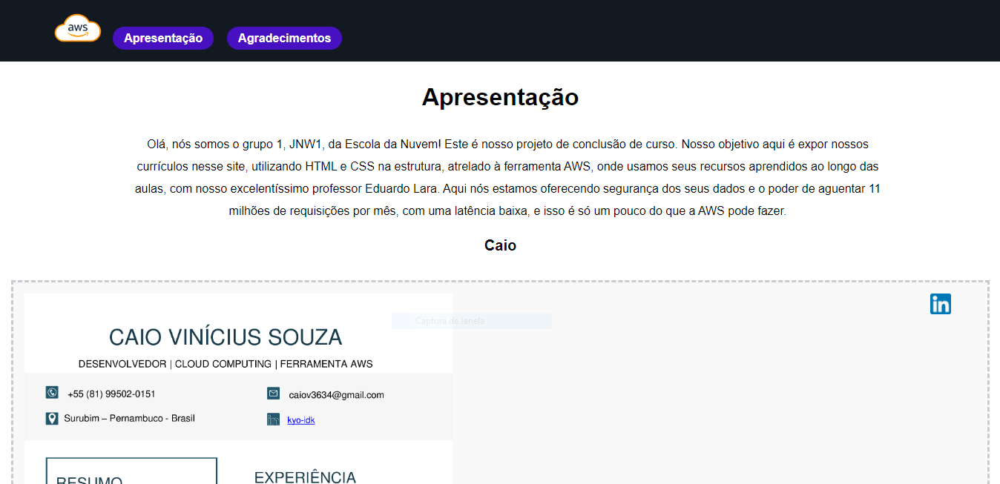 aws
Apresentação Agradecimentos
Apresentação
Olá, nós somos o grupo 1, JNW1, da Escola da Nuvem! Este é nosso projeto de conclusão de curso. Nosso objetivo aqui é expor nossos
currículos nesse site, utilizando HTML e CSS na estrutura, atrelado à ferramenta AWS, onde usamos seus recursos aprendidos ao longo das
aulas, com nosso excelentíssimo professor Eduardo Lara. Aqui nós estamos oferecendo segurança dos seus dados e o poder de aguentar 11
milhões de requisições por mês, com uma latência baixa, e isso é só um pouco do que a AWS pode fazer.
Caio
in
Captura de Janela
CAIO VINÍCIUS SOUZA
DESENVOLVEDOR | CLOUD COMPUTING | FERRAMENTA AWS
+55 (81) 99502-0151
caiov3634@gmail.com
Surubim – Pernambuco - Brasil
in
kyo-idk
RESUMO
EXPERIÊNCIA